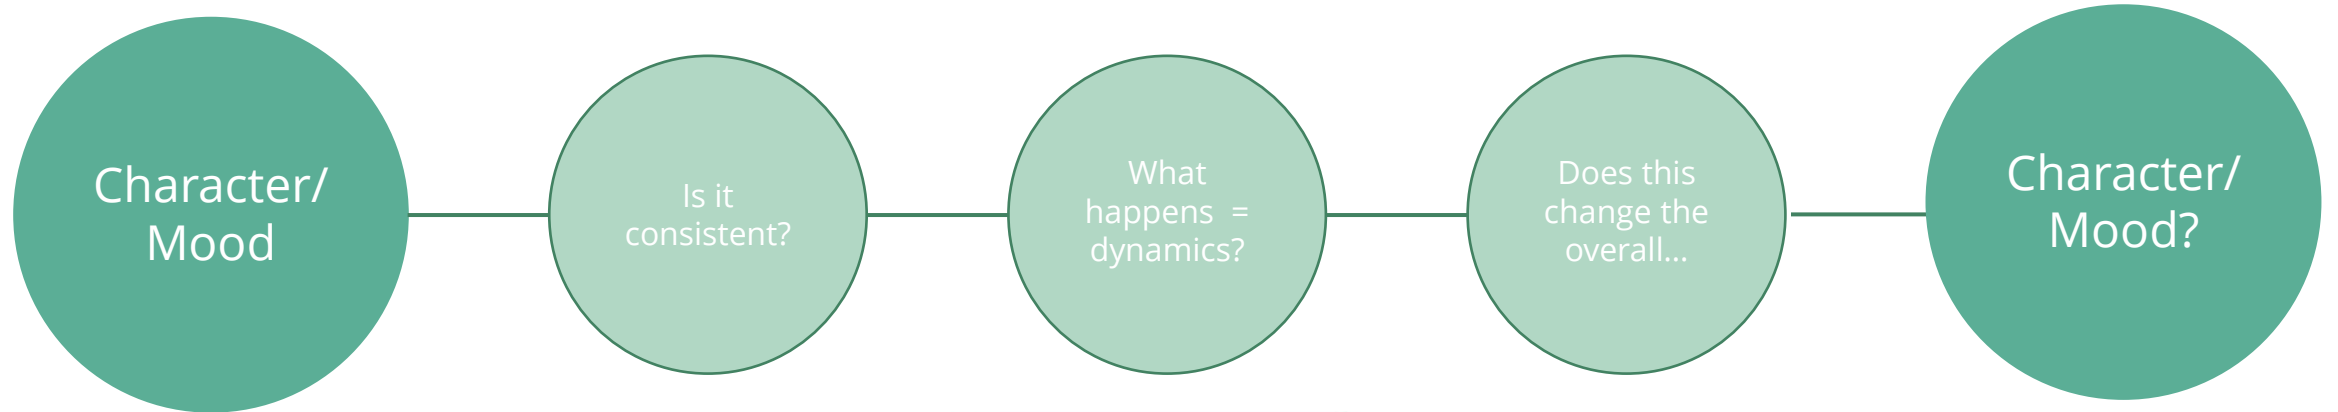 Character/
Mood
Is it
consistent?
What
happens  =
dynamics?
Does this
change the
overall...
Character/
Mood?